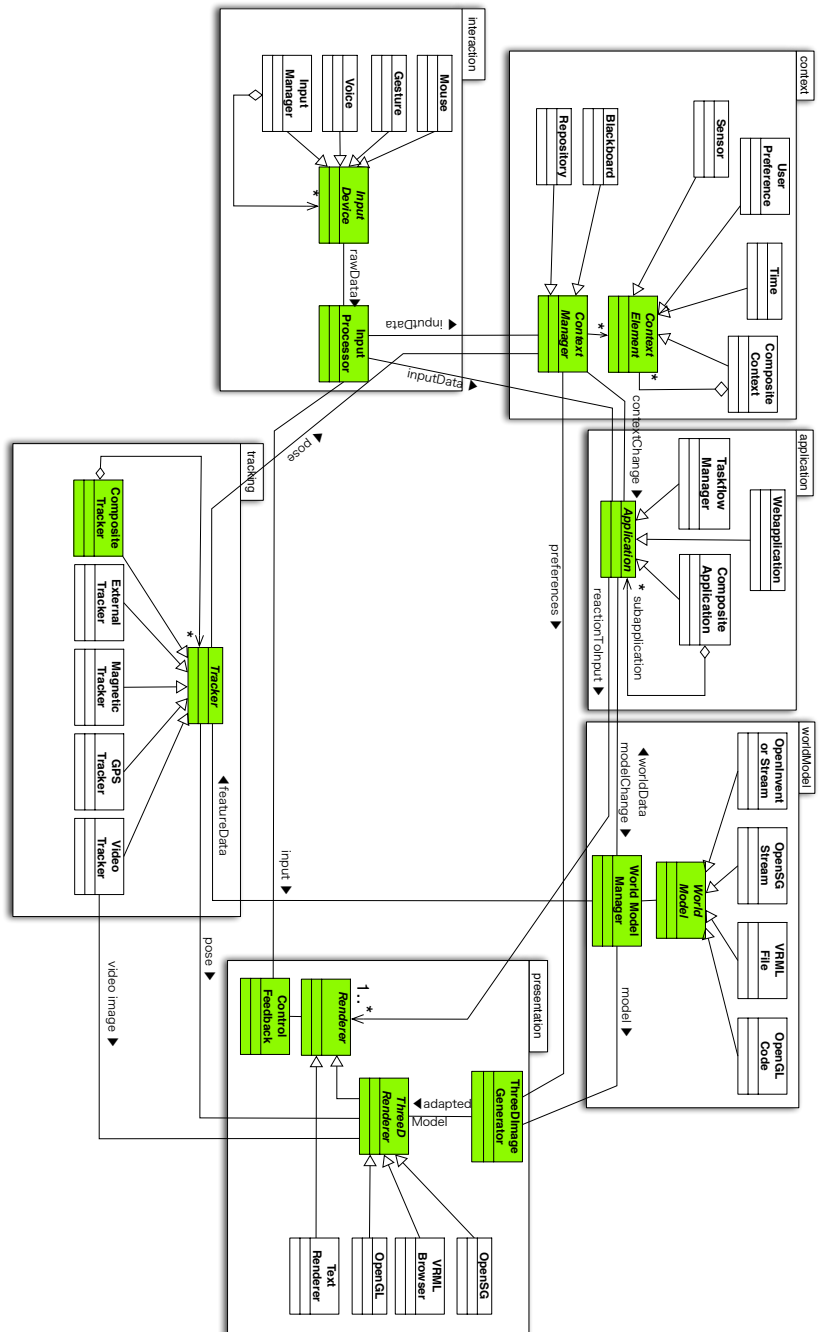 context
Sensor
User
Preference
Time
Composite
Context
Context
Element
*
*
Blackboard
Repository
Context
Manager
interaction
Mouse
Gesture
Voice
Input
Manager
*
Input
Device
rawData
Input
Processor
inputData
inputData
contextChange
pose
preferences
application
Taskflow
Manager
Webapplication
Composite
Application
Application
*
subapplication
reactionToInput
worldModel
OpenInvent
or Stream
OpenSG
Stream
VRML
File
OpenGL
Code
World
Model
World Model
Manager
worldData
modelChange
model
tracking
Composite
Tracker
External
Tracker
Magnetic
Tracker
GPS
Tracker
Video
Tracker
*
Tracker
featureData
input
pose
video image
presentation
ThreeDImage
Generator
adapted
Model
1.. *
Renderer
Control
Feedback
ThreeD
Renderer
OpenSG
VRML
Browser
OpenGL
Text
Renderer